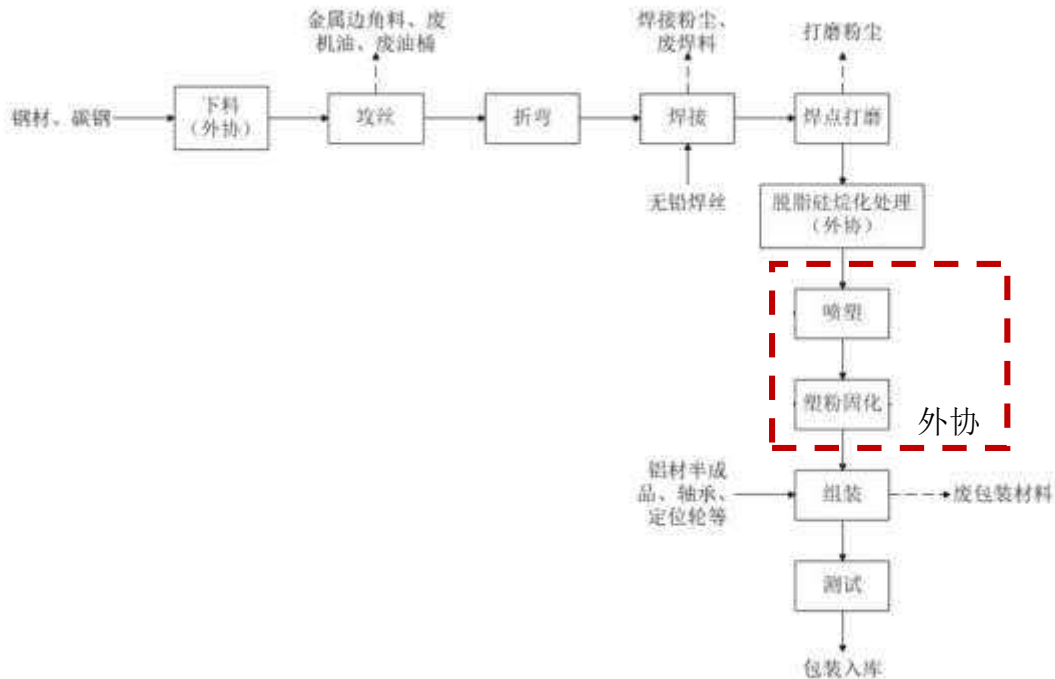 金属边角料、废
机油、废油桶
焊接粉尘、
废焊料
打磨粉尘
钢材、碳钢
下料
（外协）
攻丝
折弯
焊接
焊点打磨
无铅焊丝
脱脂硅烷化处理
（外协）
喷塑
塑粉固化
外协
铝材半成
品、轴承、
定位轮等
组装
废包装材料
测试
包装入库